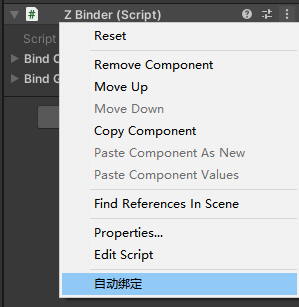 # Z Binder (Script)
Script
Bind
Bind
Reset
Remove Component
Move Up
Move Down
Copy Component
Paste Component As New
Paste Component Values
Find References In Scene
Properties...
Edit Script
自动绑定